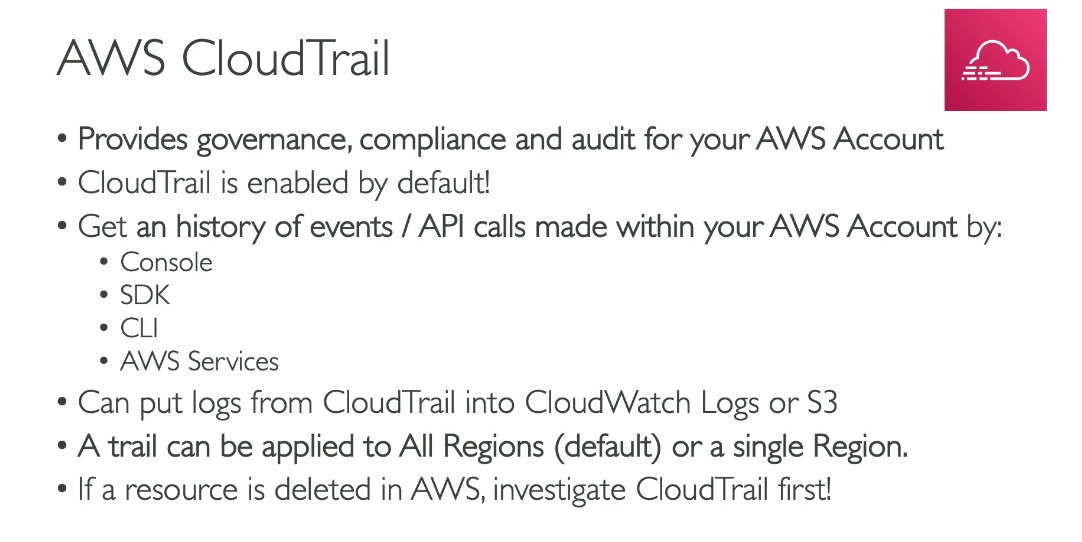 AWS CloudTrail
• Provides governance, compliance and audit for your AWS Account
• CloudTrail is enabled by default!
• Get an history of events / API calls made within your AWS Account by:
• Console
• SDK
• CLI
• AWS Services
• Can put logs from CloudTrail into CloudWatch Logs or S3
• A trail can be applied to All Regions (default) or a single Region.
• If a resource is deleted in AWS, investigate CloudTrail first!